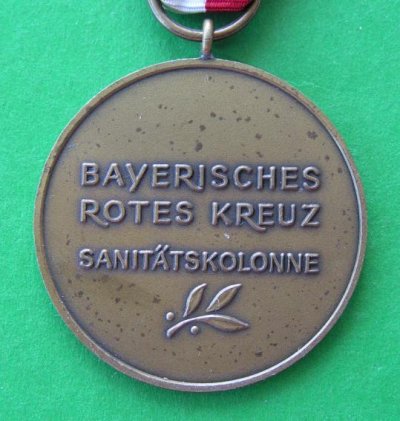 BAYERISCHES
ROTES KREUZ
SANITÄTSKOLONNE